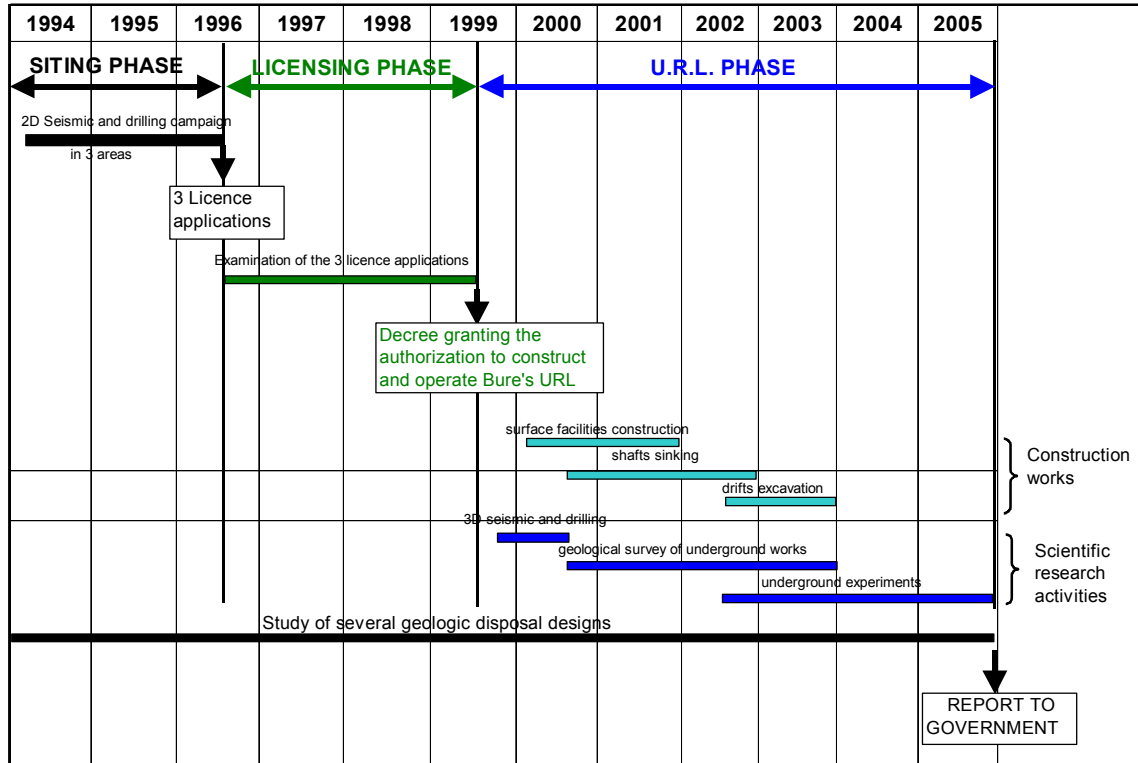 1994 1995 1996 1997 1998 1999 2000 2001 2002 2003 2004 2005
SITING PHASE LICENSING PHASE U.R.L. PHASE
2D Seismic and drilling campaign
in 3 areas
3 Licence
applications
Examination of the 3 licence applications
Decree granting the
authorization to construct
and operate Bure's URL
surface facilities construction
shafts sinking
drifts excavation
Construction
works
3D seismic and drilling
geological survey of underground works
underground experiments
Scientific
research
activities
Study of several geologic disposal designs
REPORT TO
GOVERNMENT